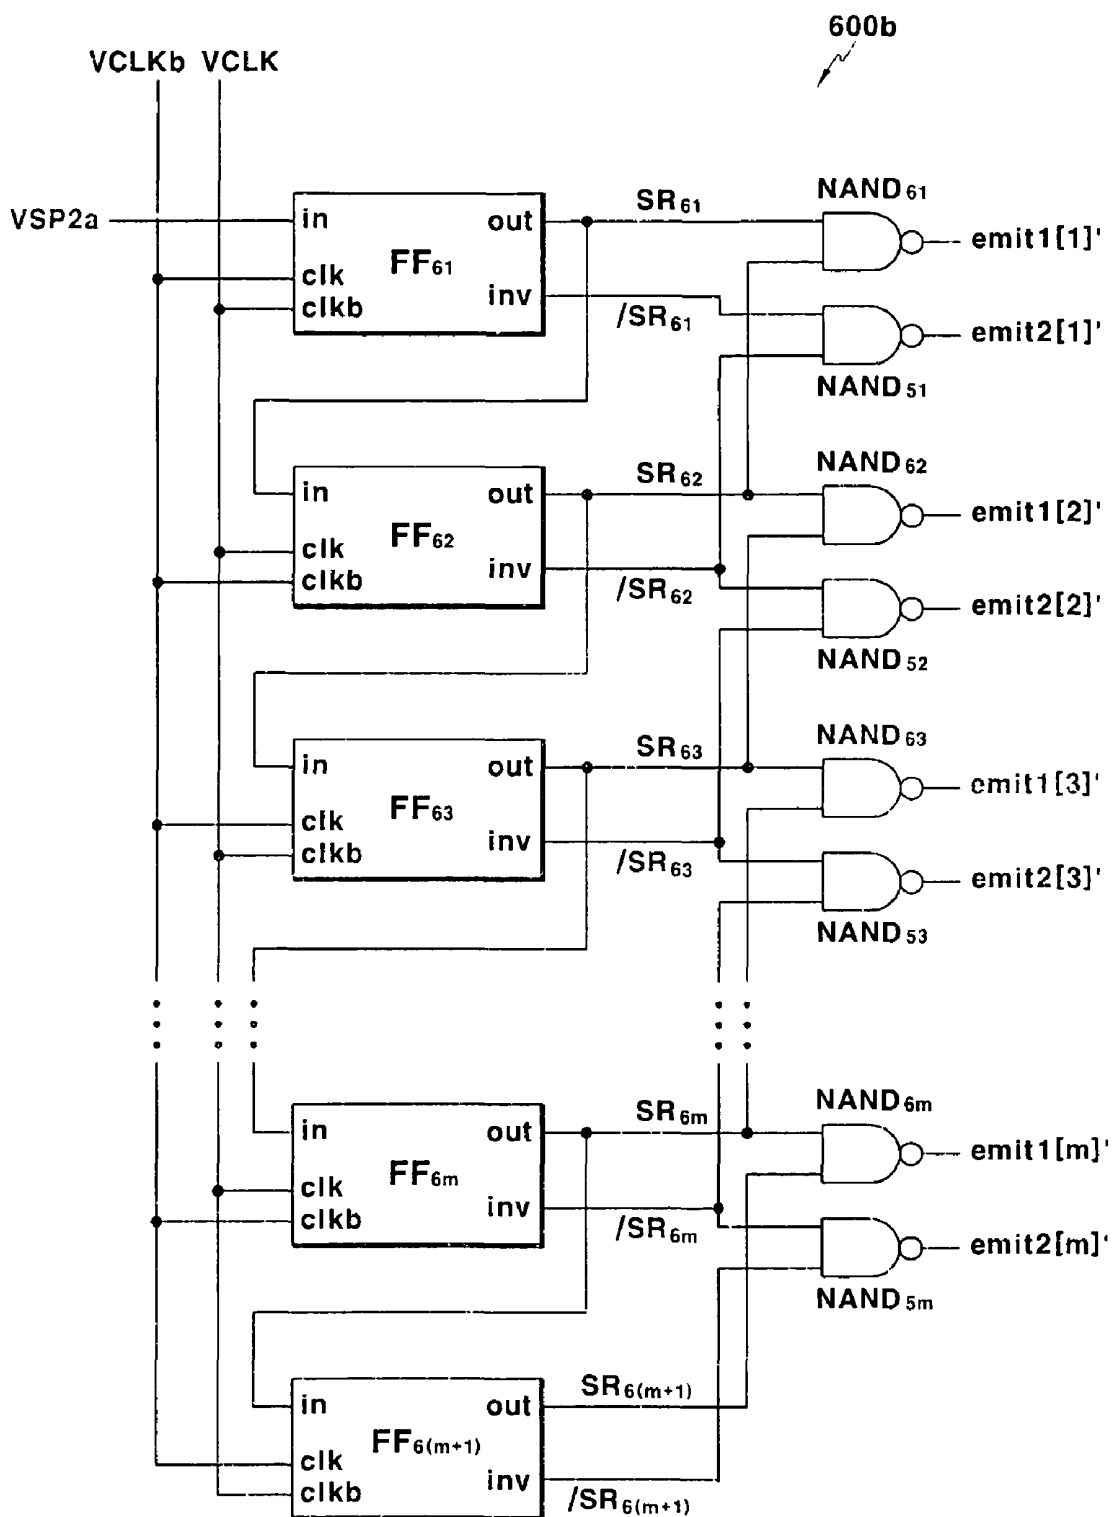 600b
VCLKb VCLK
VSP2a
in
out
clk
clkb
inv
FF61
SR61
/SR61
NAND61
emit1[1]'
emit2[1]'
NAND51
in
out
clk
clkb
inv
FF62
SR62
/SR62
NAND62
emit1[2]'
emit2[2]'
NAND52
in
out
clk
clkb
inv
FF63
SR63
/SR63
NAND63
emit1[3]'
emit2[3]'
NAND53
in
out
clk
clkb
inv
FF6m
SR6m
/SR6m
NAND6m
emit1[m]'
emit2[m]'
NAND5m
in
out
clk
clkb
inv
FF6(m+1)
SR6(m+1)
/SR6(m+1)